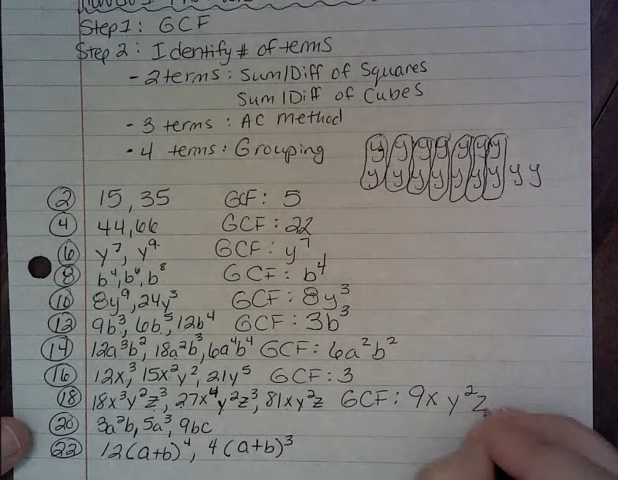 Step 1: GCF
Step 2: Identify # of terms
- 2 terms: Sum/Diff of Squares
Sum/Diff of Cubes
- 3 terms: AC method
- 4 terms: Grouping
y y y y y y y
y y y y y y y y y
(2) 15, 35 GCF: 5
(4) 44, 66 GCF: 22
(6) y⁷, y⁹ GCF: y⁷
(8) b⁴, b⁶, b⁸ GCF: b⁴
(10) 8y⁹, 24y³ GCF: 8y³
(12) 9b³, 6b⁵, 12b⁴ GCF: 3b³
(14) 12a³b², 18a²b³, 6a⁴b⁴ GCF: 6a²b²
(16) 12x³, 15x²y², 21y⁵ GCF: 3
(18) 18x³y²z³, 27x⁴y²z³, 81xy²z GCF: 9xy²z
(20) 3a²b, 5a³, 9bc
(22) 12(a+b)⁴, 4(a+b)³